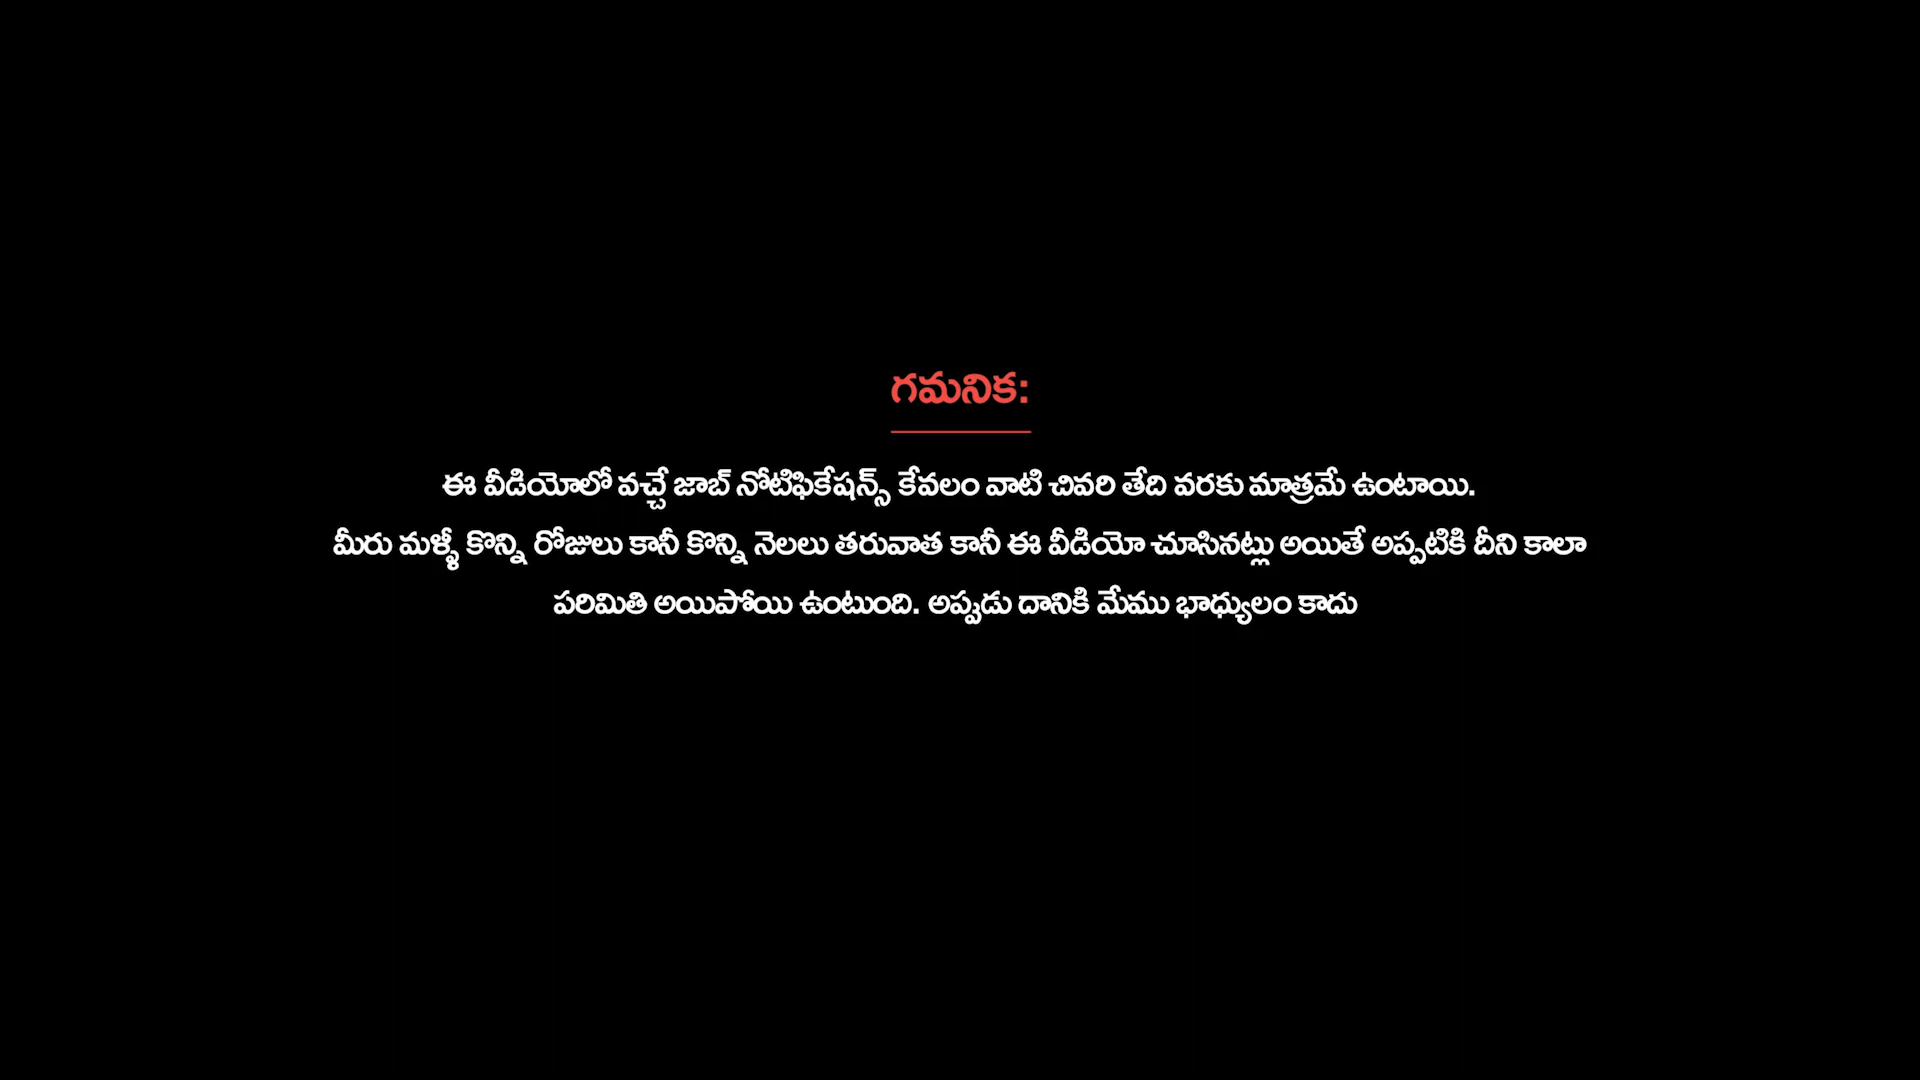 గమనిక:
ఈ వీడియోలో వచ్చే జాబ్ నోటిఫికేషన్స్ కేవలం వాటి చివరి తేది వరకు మాత్రమే ఉంటాయి.
మీరు మళ్ళీ కొన్ని రోజులు కానీ కొన్ని నెలలు తరువాత కానీ ఈ వీడియో చూసినట్లు అయితే అప్పటికి దీని కాలా
పరిమితి అయిపోయి ఉంటుంది. అప్పుడు దానికి మేము భాధ్యులం కాదు